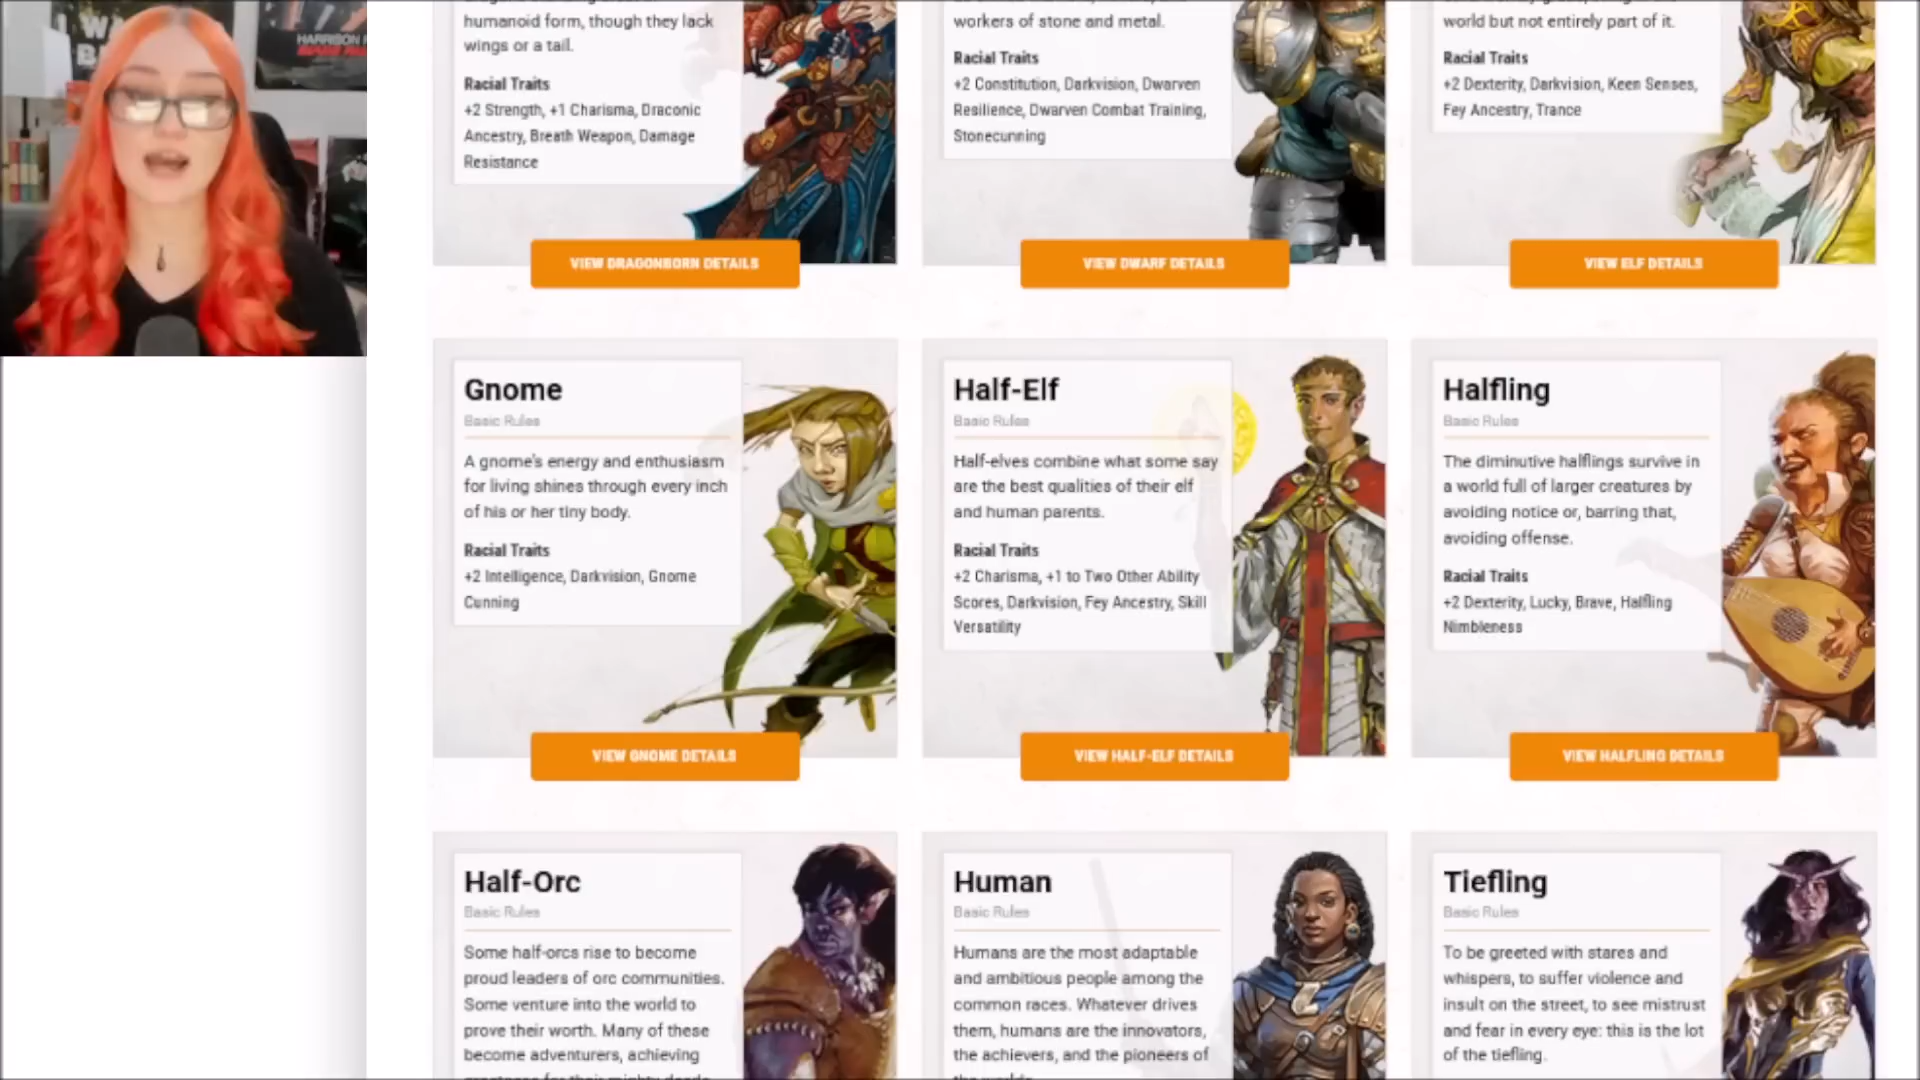 HARRISON
humanoid form, though they lack
wings or a tail.
Racial Traits
+2 Strength, +1 Charisma, Draconic
Ancestry, Breath Weapon, Damage
Resistance
VIEW DRAGONBORN DETAILS
workers of stone and metal.
Racial Traits
+2 Constitution, Darkvision, Dwarven
Resilience, Dwarven Combat Training,
Stonecunning
VIEW DWARF DETAILS
world but not entirely part of it.
Racial Traits
+2 Dexterity, Darkvision, Keen Senses,
Fey Ancestry, Trance
VIEW ELF DETAILS
Gnome
Basic Rules
A gnome's energy and enthusiasm
for living shines through every inch
of his or her tiny body.
Racial Traits
+2 Intelligence, Darkvision, Gnome
Cunning
VIEW GNOME DETAILS
Half-Elf
Basic Rules
Half-elves combine what some say
are the best qualities of their elf
and human parents.
Racial Traits
+2 Charisma, +1 to Two Other Ability
Scores, Darkvision, Fey Ancestry, Skill
Versatility
VIEW HALF-ELF DETAILS
Halfling
Basic Rules
The diminutive halflings survive in
a world full of larger creatures by
avoiding notice or, barring that,
avoiding offense.
Racial Traits
+2 Dexterity, Lucky, Brave, Halfling
Nimbleness
VIEW HALFLING DETAILS
Half-Orc
Basic Rules
Some half-orcs rise to become
proud leaders of orc communities.
Some venture into the world to
prove their worth. Many of these
become adventurers, achieving
Human
Basic Rules
Humans are the most adaptable
and ambitious people among the
common races. Whatever drives
them, humans are the innovators,
the achievers, and the pioneers of
Tiefling
Basic Rules
To be greeted with stares and
whispers, to suffer violence and
insult on the street, to see mistrust
and fear in every eye: this is the lot
of the tiefling.